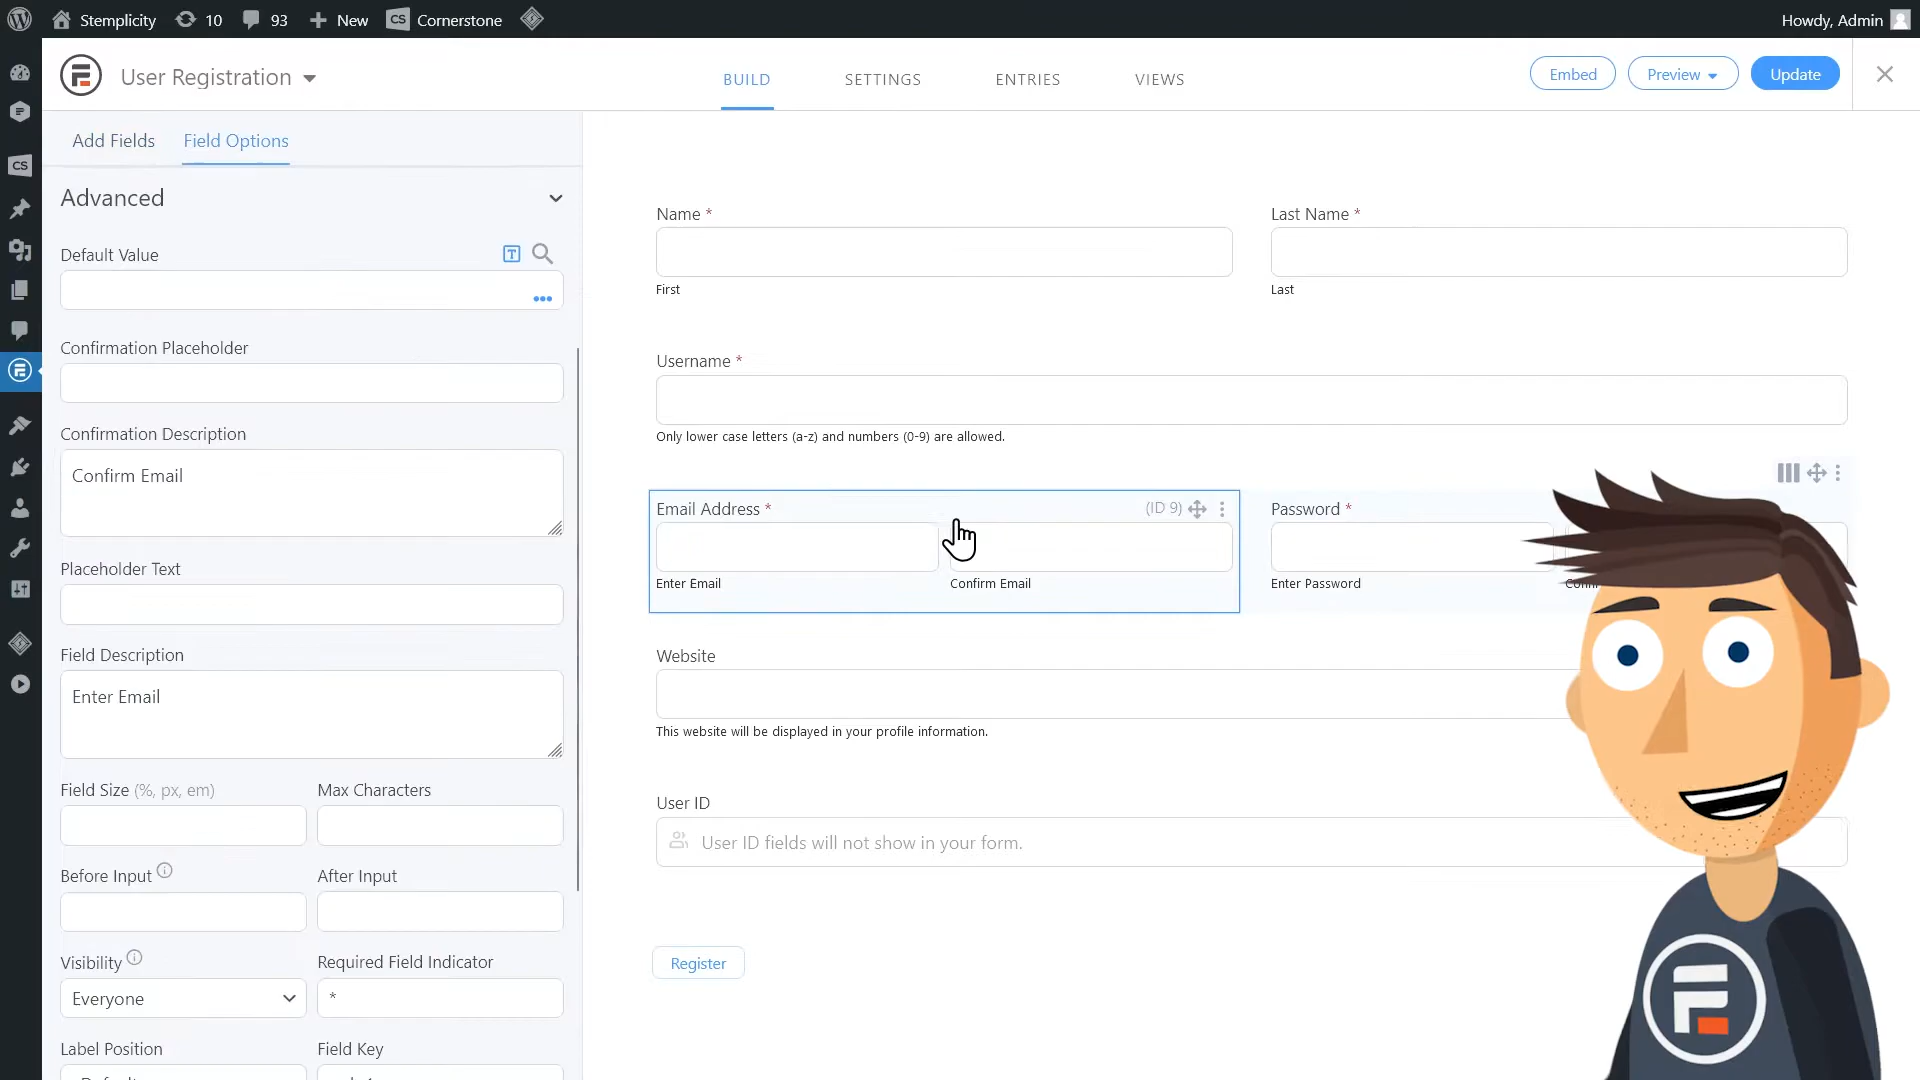 Stemplicity 10 93 New CS Cornerstone Howdy, Admin
User Registration BUILD SETTINGS ENTRIES VIEWS Embed Preview Update
CS
Add Fields Field Options
Advanced
Default Value
Confirmation Placeholder
Confirmation Description
Confirm Email
Placeholder Text
Field Description
Enter Email
Field Size (%, px, em) Max Characters
Before Input After Input
Visibility Required Field Indicator
Everyone *
Label Position Field Key
Name * Last Name *
First Last
Username *
Only lower case letters (a-z) and numbers (0-9) are allowed.
Email Address * (ID 9) Password *
Enter Email Confirm Email Enter Password
Website
This website will be displayed in your profile information.
User ID
User ID fields will not show in your form.
Register